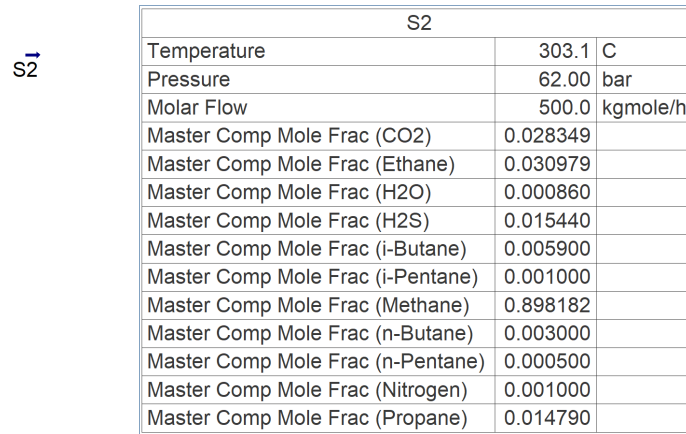 S2
S2
Temperature 303.1 C
Pressure 62.00 bar
Molar Flow 500.0 kgmole/h
Master Comp Mole Frac (CO2) 0.028349
Master Comp Mole Frac (Ethane) 0.030979
Master Comp Mole Frac (H2O) 0.000860
Master Comp Mole Frac (H2S) 0.015440
Master Comp Mole Frac (i-Butane) 0.005900
Master Comp Mole Frac (i-Pentane) 0.001000
Master Comp Mole Frac (Methane) 0.898182
Master Comp Mole Frac (n-Butane) 0.003000
Master Comp Mole Frac (n-Pentane) 0.000500
Master Comp Mole Frac (Nitrogen) 0.001000
Master Comp Mole Frac (Propane) 0.014790